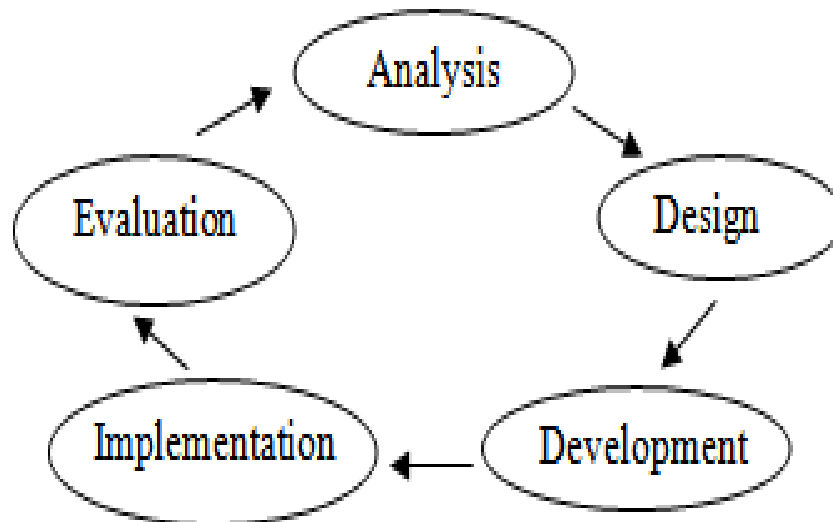 Analysis
Design
Development
Implementation
Evaluation